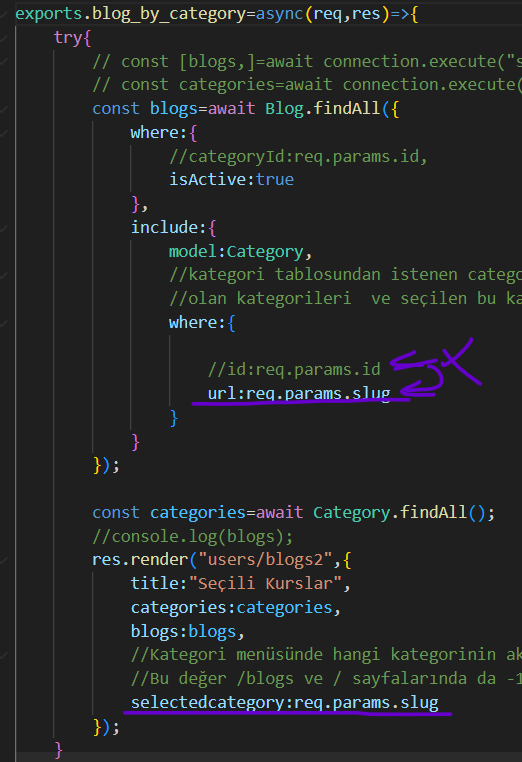 exports.blog_by_category=async(req,res)=>{
try{
// const [blogs,]=await connection.execute("s
// const categories=await connection.execute(
const blogs=await Blog.findAll({
where:{
//categoryId:req.params.id,
isActive:true
},
include:{
model:Category,
//kategori tablosundan istenen catego
//olan kategorileri  ve seçilen bu ka
where:{
//id:req.params.id
url:req.params.slug
}
}
});
const categories=await Category.findAll();
//console.log(blogs);
res.render("users/blogs2",{
title:"Seçili Kurslar",
categories:categories,
blogs:blogs,
//Kategori menüsünde hangi kategorinin ak
//Bu değer /blogs ve / sayfalarında da -1
selectedcategory:req.params.slug
});
}